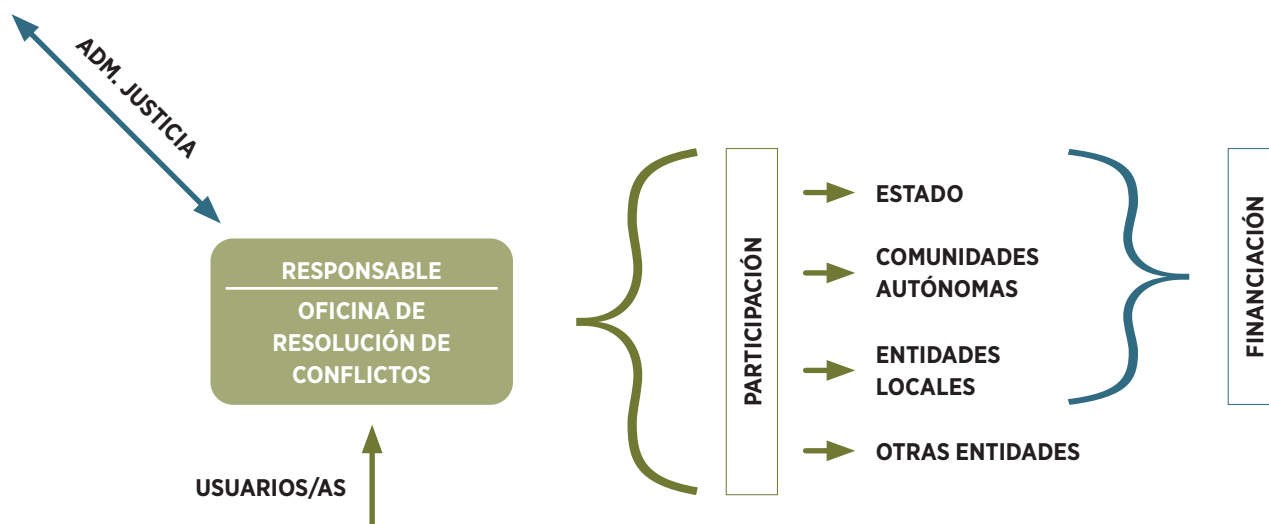 ADM. JUSTICIA
RESPONSABLE
OFICINA DE
RESOLUCIÓN DE
CONFLICTOS
USUARIOS/AS
PARTICIPACIÓN
ESTADO
COMUNIDADES
AUTÓNOMAS
ENTIDADES
LOCALES
OTRAS ENTIDADES
FINANCIACIÓN